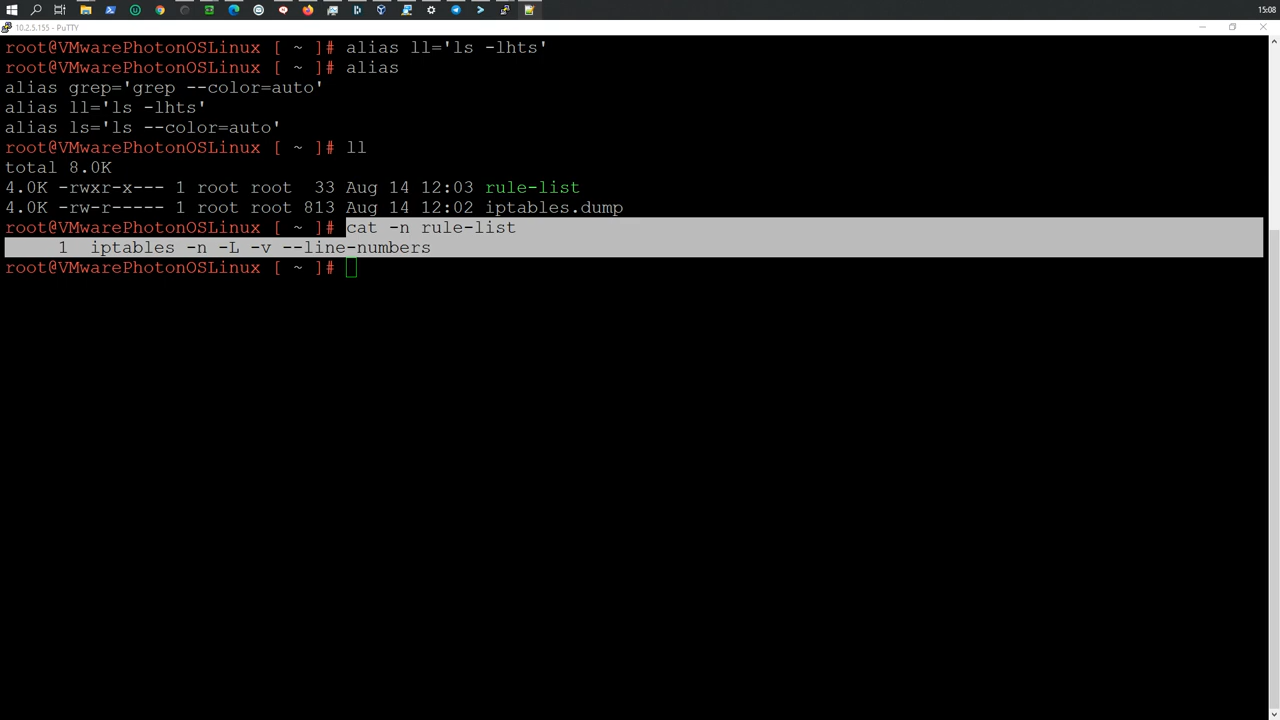 15:08
10.2.5.155 - PuTTY
root@VMwarePhotonOSLinux [ ~ ]# alias ll='ls -lhts'
root@VMwarePhotonOSLinux [ ~ ]# alias
alias grep='grep --color=auto'
alias ll='ls -lhts'
alias ls='ls --color=auto'
root@VMwarePhotonOSLinux [ ~ ]# ll
total 8.0K
4.0K -rwxr-x--- 1 root root  33 Aug 14 12:03 rule-list
4.0K -rw-r----- 1 root root 813 Aug 14 12:02 iptables.dump
root@VMwarePhotonOSLinux [ ~ ]# cat -n rule-list
     1  iptables -n -L -v --line-numbers
root@VMwarePhotonOSLinux [ ~ ]#